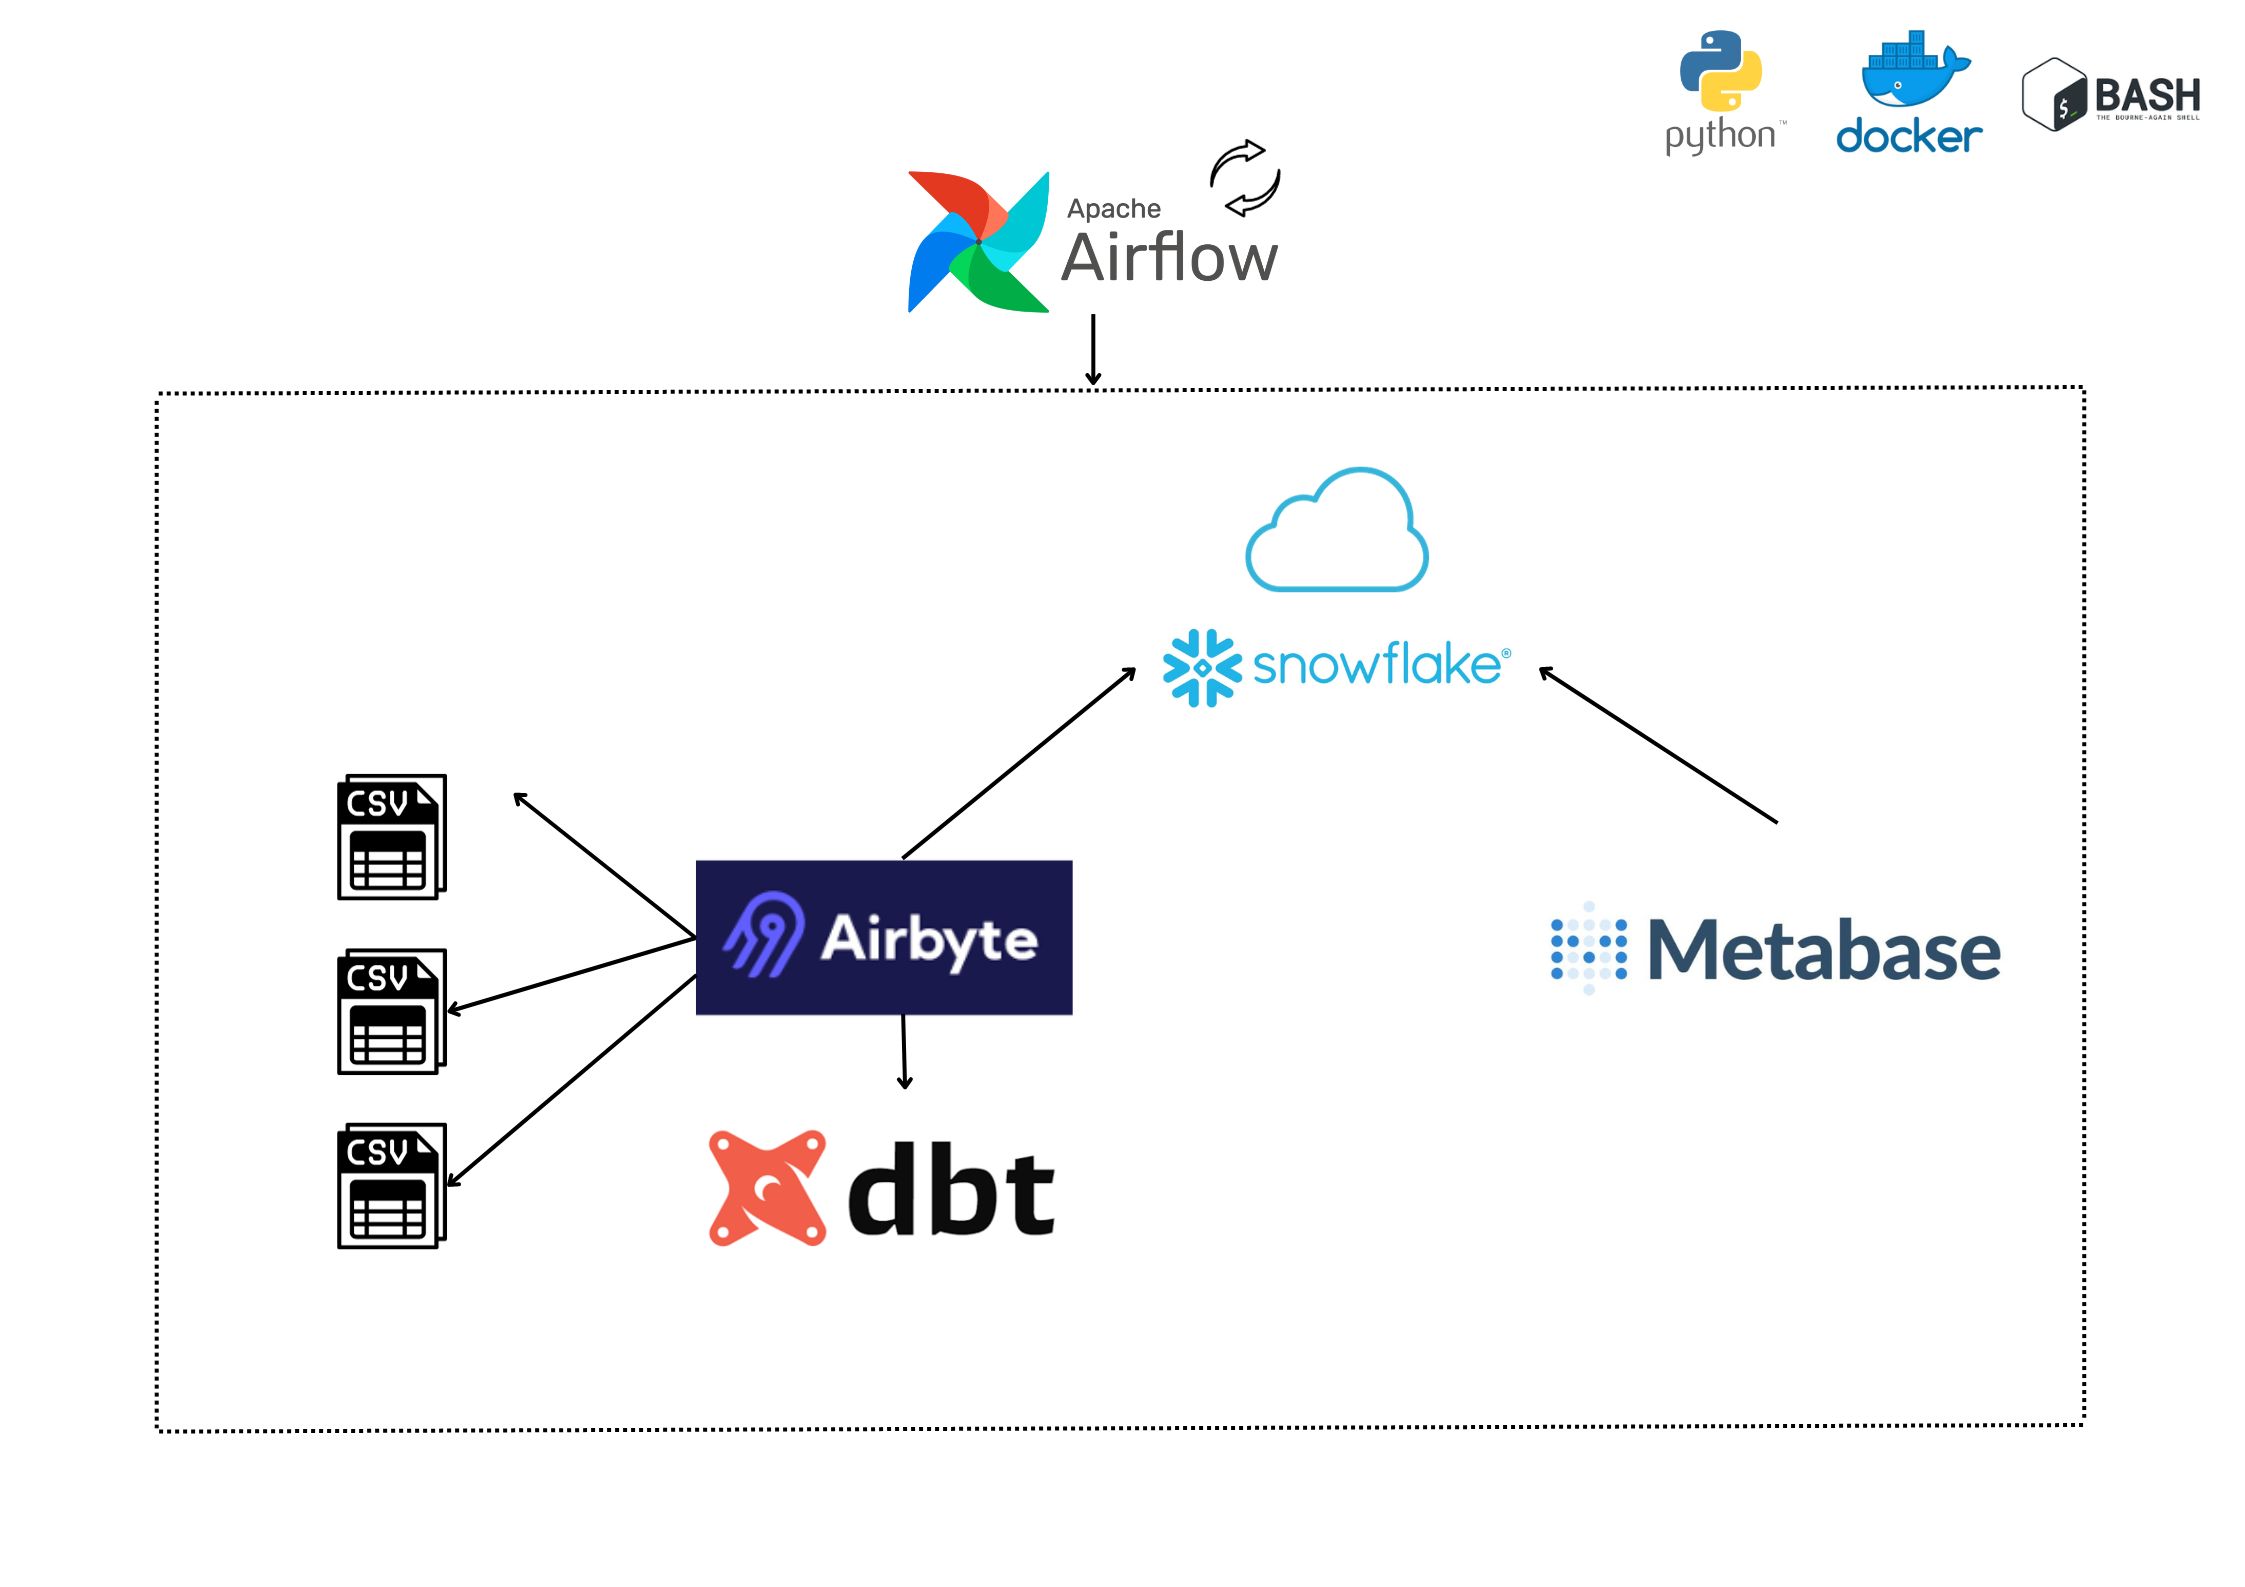 python™
docker
BASH
THE BOURNE-AGAIN SHELL
Apache
Airflow
snowflake®
CSV
CSV
CSV
Airbyte
Metabase
dbt